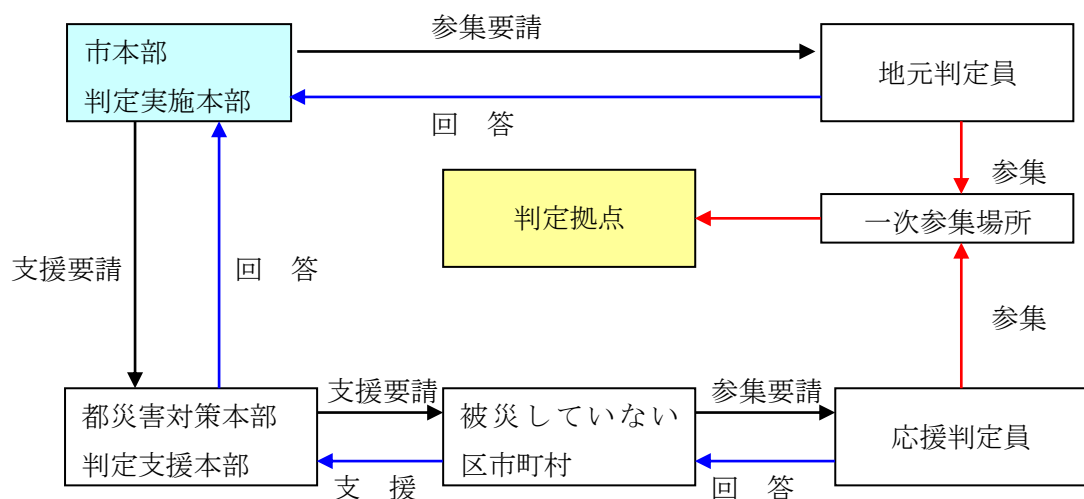 参集要請
市本部
判定実施本部
地元判定員
回　答
参集
判定拠点
一次参集場所
支援要請
回　答
参集
都災害対策本部
判定支援本部
支援要請
被災していない
区市町村
参集要請
応援判定員
支　援
回　答